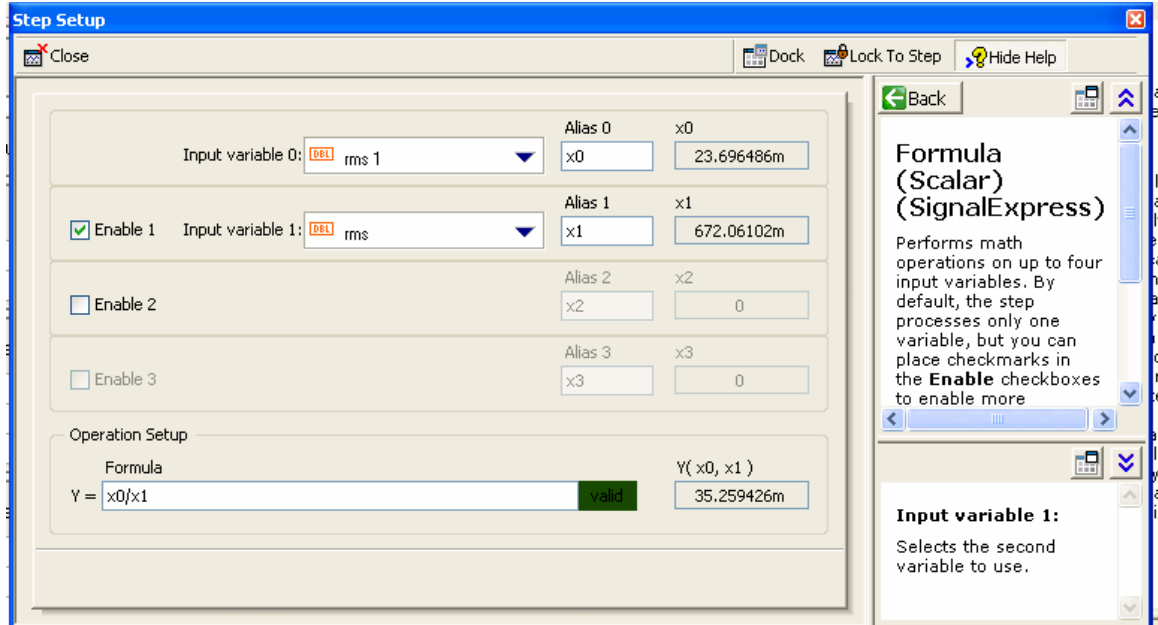 Step Setup
Close
Dock
Lock To Step
Hide Help
Alias 0
x0
Input variable 0:
DBL
rms 1
x0
23.696486m
Alias 1
x1
Enable 1
Input variable 1:
DBL
rms
x1
672.06102m
Alias 2
x2
Enable 2
x2
0
Alias 3
x3
Enable 3
x3
0
Operation Setup
Formula
Y( x0, x1 )
Y =
x0/x1
valid
35.259426m
Back
Formula
(Scalar)
(SignalExpress)
Performs math
operations on up to four
input variables. By
default, the step
processes only one
variable, but you can
place checkmarks in
the Enable checkboxes
to enable more
Input variable 1:
Selects the second
variable to use.